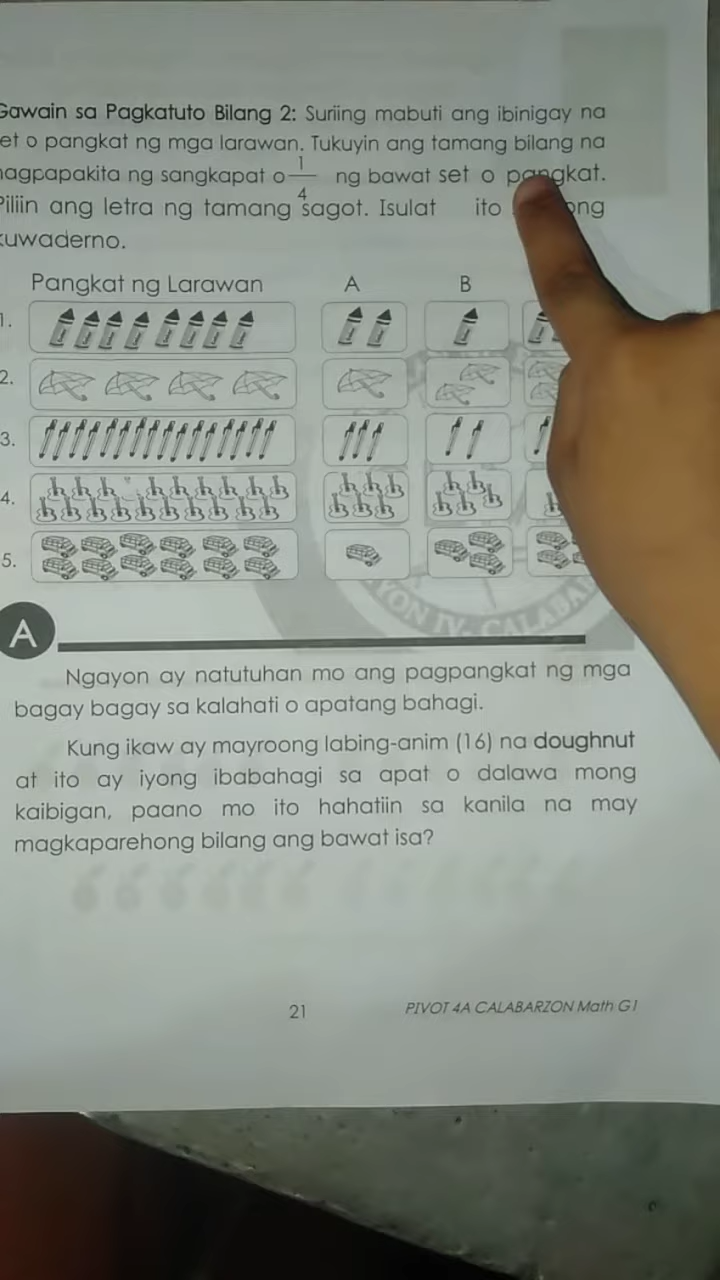 Gawain sa Pagkatuto Bilang 2: Suriing mabuti ang ibinigay na
et o pangkat ng mga larawan. Tukuyin ang tamang bilang na
nagpapakita ng sangkapat o 1/4 ng bawat set o pangkat.
Piliin ang letra ng tamang sagot. Isulat ito ong
kuwaderno.
Pangkat ng Larawan A B
1.
2.
3.
4.
5.
YON IV- CALABA
A
Ngayon ay natutuhan mo ang pagpangkat ng mga
bagay bagay sa kalahati o apatang bahagi.
Kung ikaw ay mayroong labing-anim (16) na doughnut
at ito ay iyong ibabahagi sa apat o dalawa mong
kaibigan, paano mo ito hahatiin sa kanila na may
magkaparehong bilang ang bawat isa?
21 PIVOT 4A CALABARZON Math G1